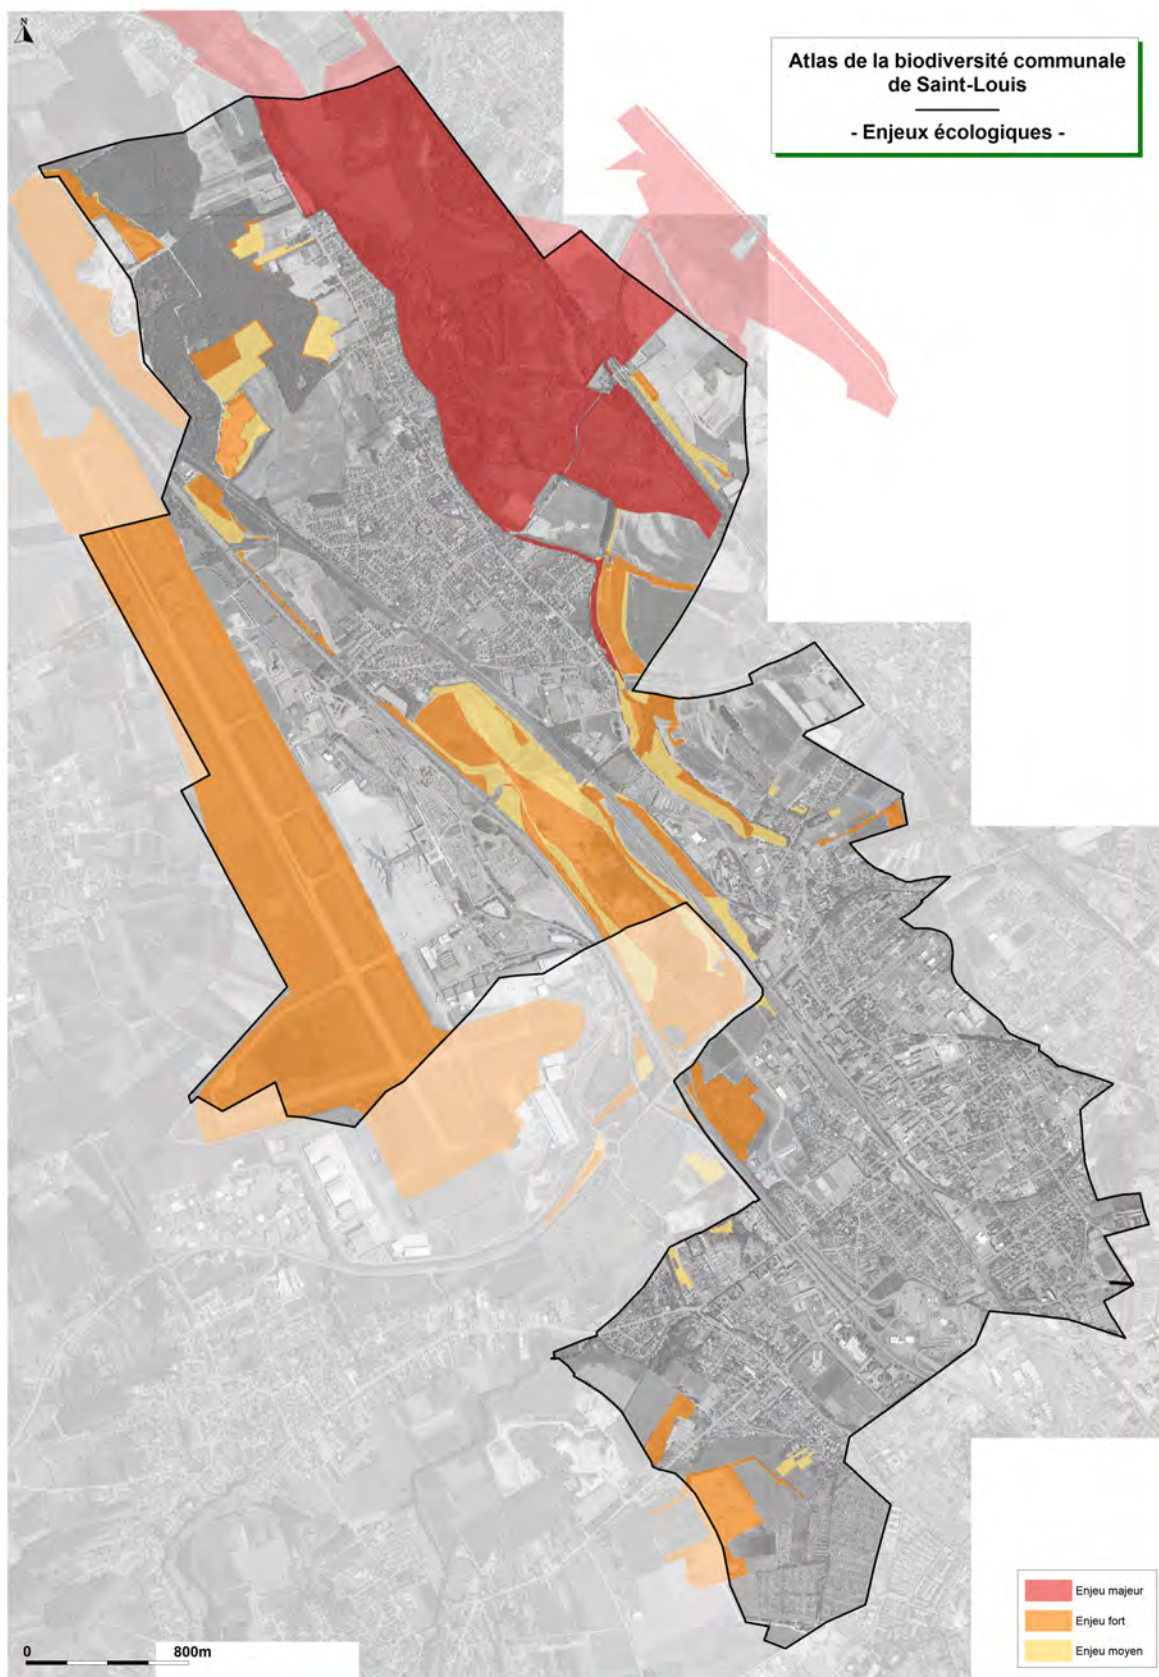 N
Atlas de la biodiversité communale
de Saint-Louis
- Enjeux écologiques -
Enjeu majeur
Enjeu fort
Enjeu moyen
0 800m